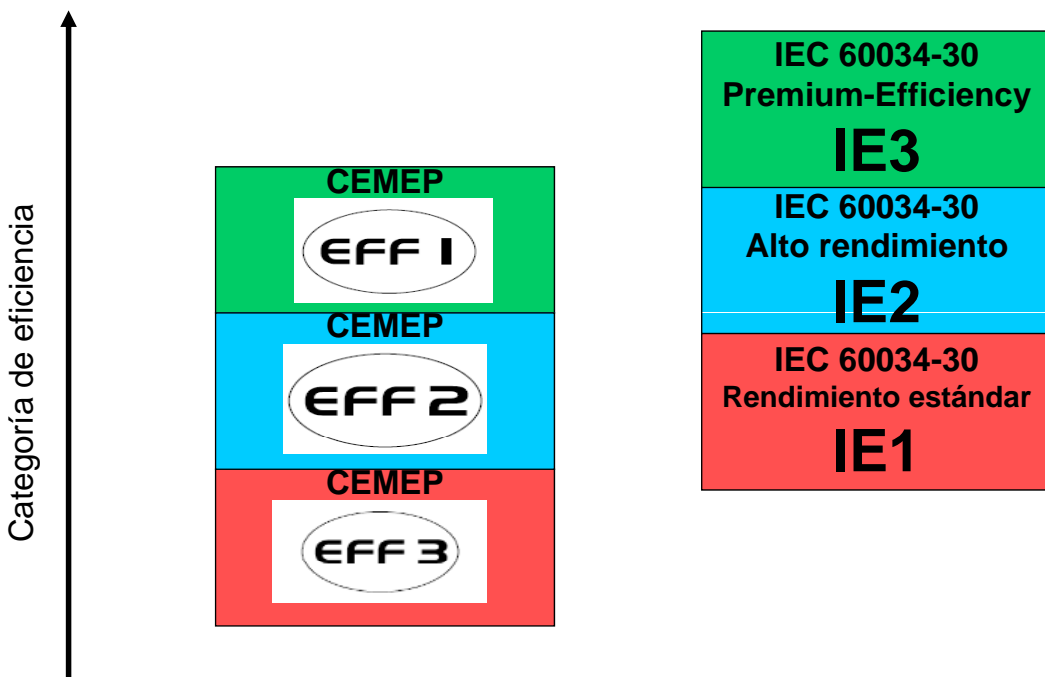 Categoría de eficiencia
CEMEP
EFF 1
CEMEP
EFF 2
CEMEP
EFF 3
IEC 60034-30
Premium-Efficiency
IE3
IEC 60034-30
Alto rendimiento
IE2
IEC 60034-30
Rendimiento estándar
IE1